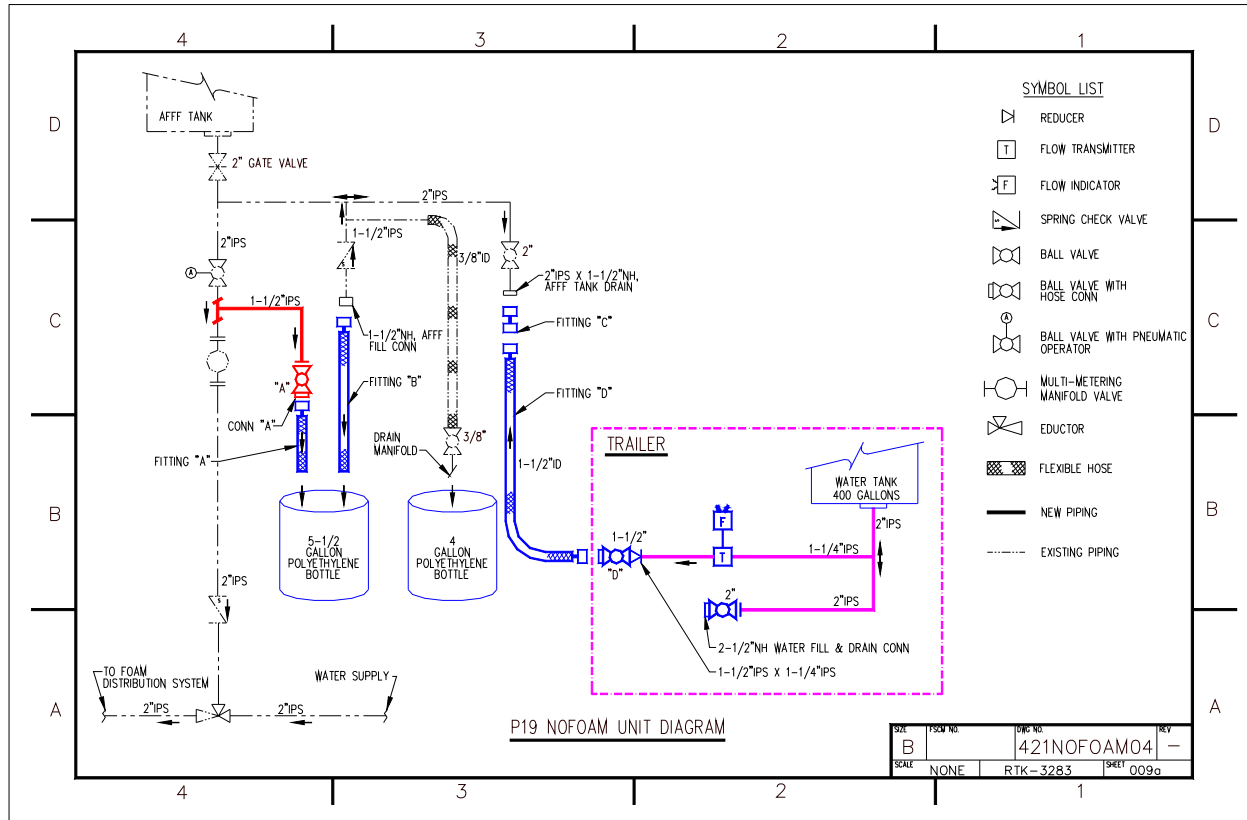 4 3 2 1
D
D
C
C
B
B
A
A
AFFF TANK
2" GATE VALVE
2"IPS
2"IPS
1-1/2"IPS
3/8"ID
2"
A
2"IPS X 1-1/2"NH,
AFFF TANK DRAIN
1-1/2"IPS
FITTING "C"
1-1/2"NH, AFFF
FILL CONN
"A"
FITTING "B"
FITTING "D"
CONN "A"
FITTING "A"
DRAIN
MANIFOLD
3/8"
1-1/2"ID
5-1/2
GALLON
POLYETHYLENE
BOTTLE
4
GALLON
POLYETHYLENE
BOTTLE
TRAILER
WATER TANK
400 GALLONS
2"IPS
F
T
1-1/2"
1-1/4"IPS
"D"
2"
2"IPS
2-1/2"NH WATER FILL & DRAIN CONN
1-1/2"IPS X 1-1/4"IPS
2"IPS
S
S
TO FOAM
DISTRIBUTION SYSTEM
WATER SUPPLY
2"IPS
2"IPS
P19 NOFOAM UNIT DIAGRAM
SYMBOL LIST
REDUCER
T FLOW TRANSMITTER
F FLOW INDICATOR
S SPRING CHECK VALVE
BALL VALVE
BALL VALVE WITH
HOSE CONN
A
BALL VALVE WITH PNEUMATIC
OPERATOR
MULTI-METERING
MANIFOLD VALVE
EDUCTOR
FLEXIBLE HOSE
NEW PIPING
EXISTING PIPING
SIZE FSCM NO. DWG NO. REV
B 421NOFOAM04 -
SCALE NONE RTK-3283 SHEET 009a
4 3 2 1